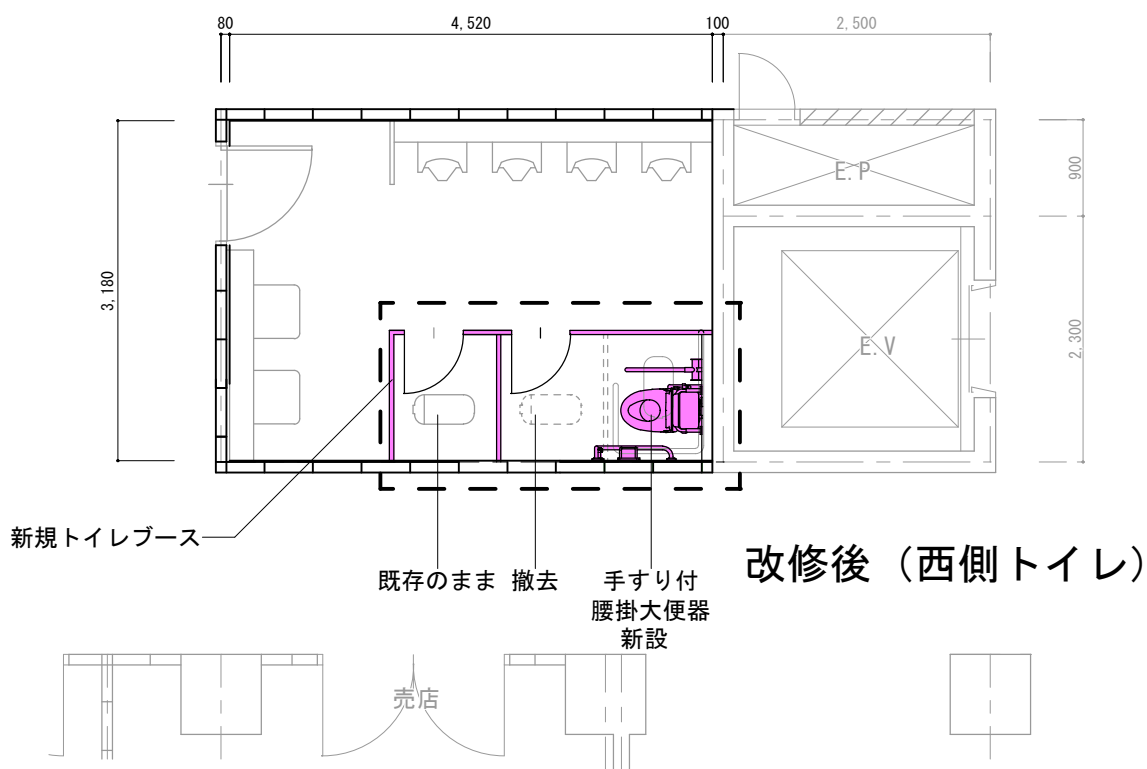 80
4,520
100
2,500
E.P
900
3,180
E.V
2,300
新規トイレブース
既存のまま
撤去
手すり付
腰掛大便器
新設
改修後（西側トイレ）
売店